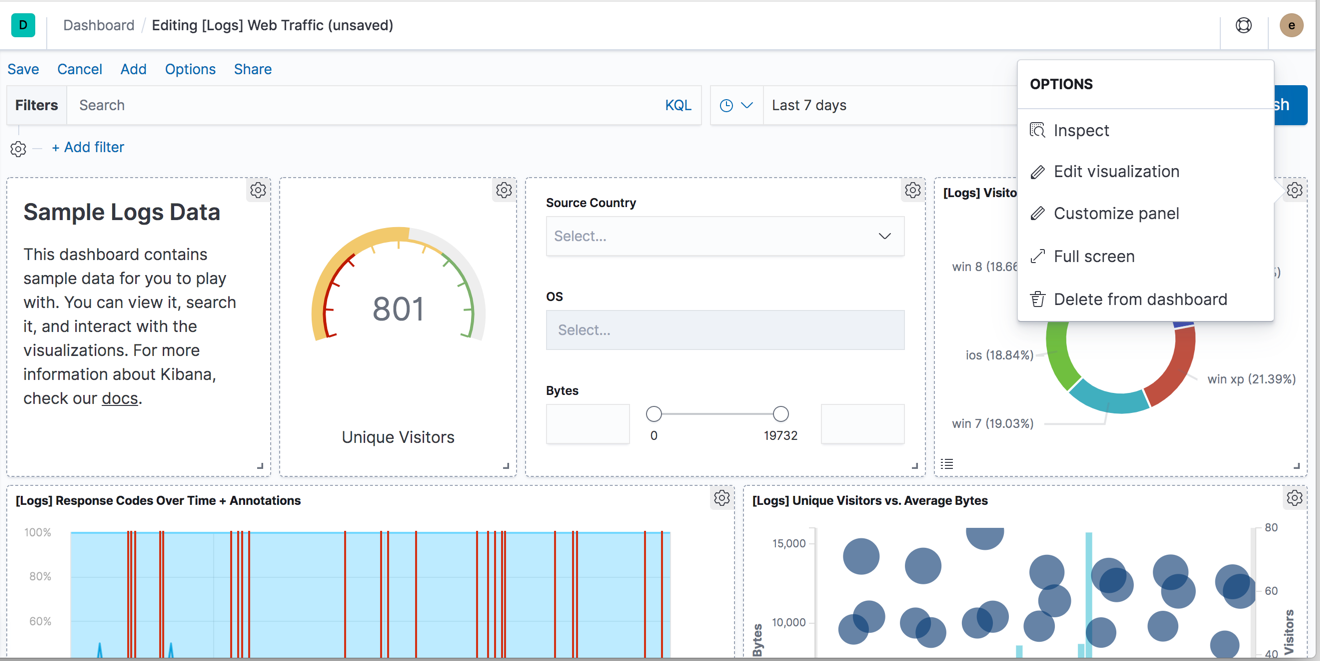 D
Dashboard / Editing [Logs] Web Traffic (unsaved)
e
Save Cancel Add Options Share
Filters Search KQL
Last 7 days
sh
+ Add filter
OPTIONS
Inspect
Edit visualization
Customize panel
Full screen
Delete from dashboard
Sample Logs Data
This dashboard contains
sample data for you to play
with. You can view it, search
it, and interact with the
visualizations. For more
information about Kibana,
check our docs.
801
Unique Visitors
Source Country
Select...
OS
Select...
Bytes
0
19732
[Logs] Visito
win 8 (18.66
%)
ios (18.84%)
win xp (21.39%)
win 7 (19.03%)
[Logs] Response Codes Over Time + Annotations
100%
80%
60%
[Logs] Unique Visitors vs. Average Bytes
15,000
10,000
Bytes
80
60
40
Visitors